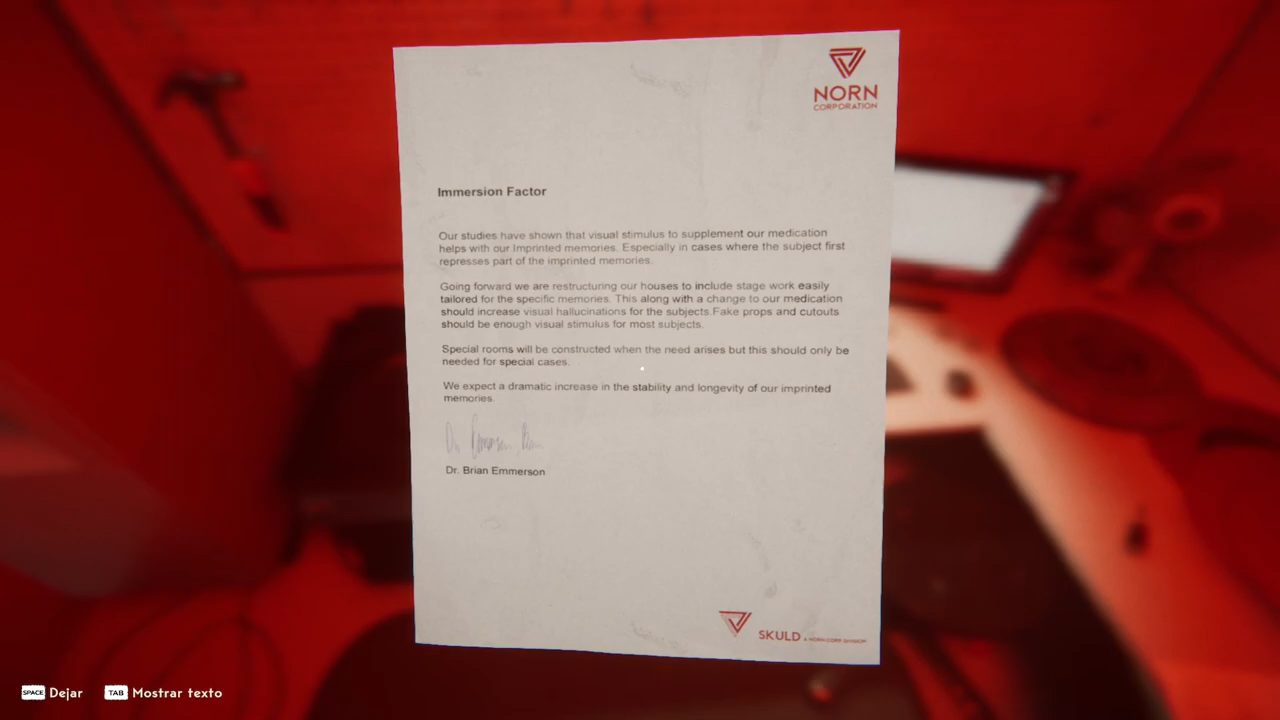 NORN
CORPORATION
Immersion Factor
Our studies have shown that visual stimulus to supplement our medication
helps with our Imprinted memories. Especially in cases where the subject first
represses part of the imprinted memories.
Going forward we are restructuring our houses to include stage work easily
tailored for the specific memories. This along with a change to our medication
should increase visual hallucinations for the subjects.Fake props and cutouts
should be enough visual stimulus for most subjects.
Special rooms will be constructed when the need arises but this should only be
needed for special cases.
We expect a dramatic increase in the stability and longevity of our imprinted
memories.
Dr. Brian Emmerson
SKULD A NORN CORP DIVISION
SPACE Dejar TAB Mostrar texto